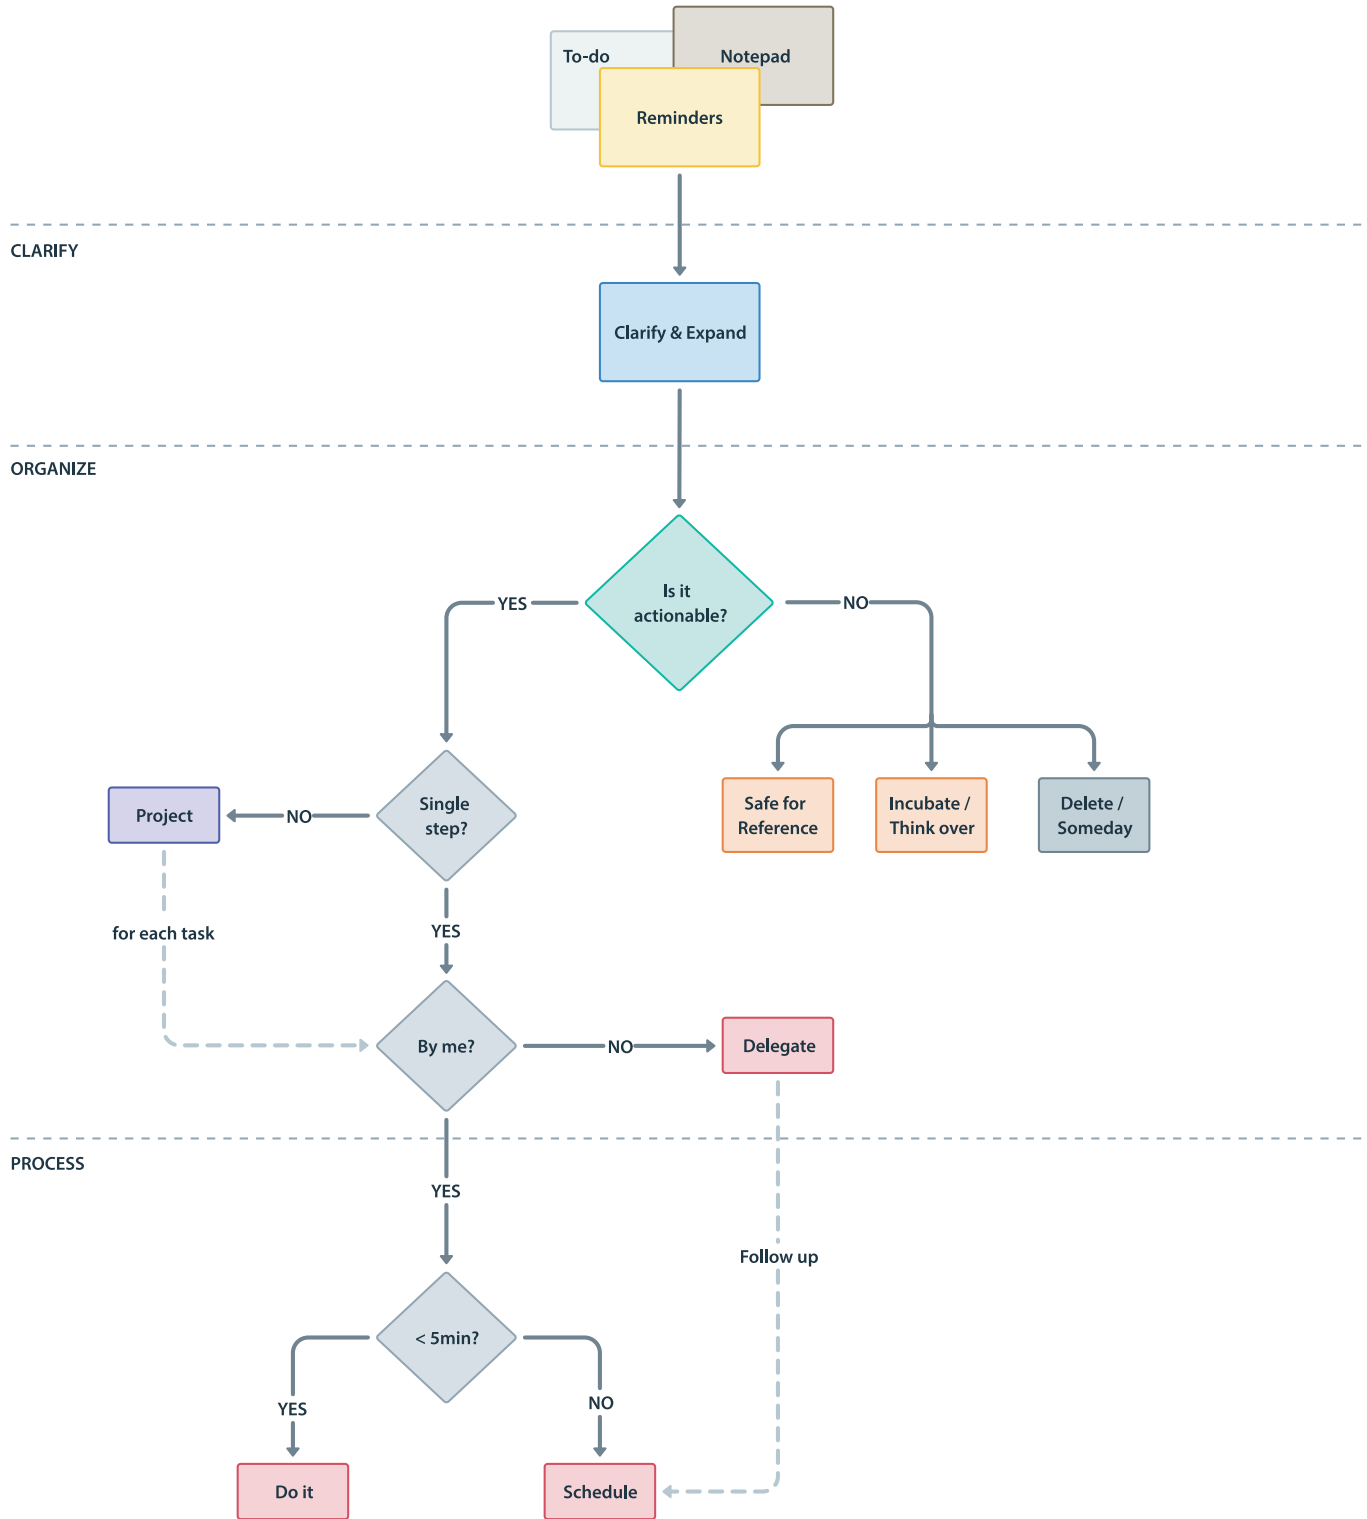 To-do
Notepad
Reminders
CLARIFY
Clarify & Expand
ORGANIZE
Is it
actionable?
YES
NO
Single
step?
Project
NO
Safe for
Reference
Incubate /
Think over
Delete /
Someday
YES
for each task
By me?
NO
Delegate
PROCESS
YES
Follow up
< 5min?
YES
NO
Do it
Schedule